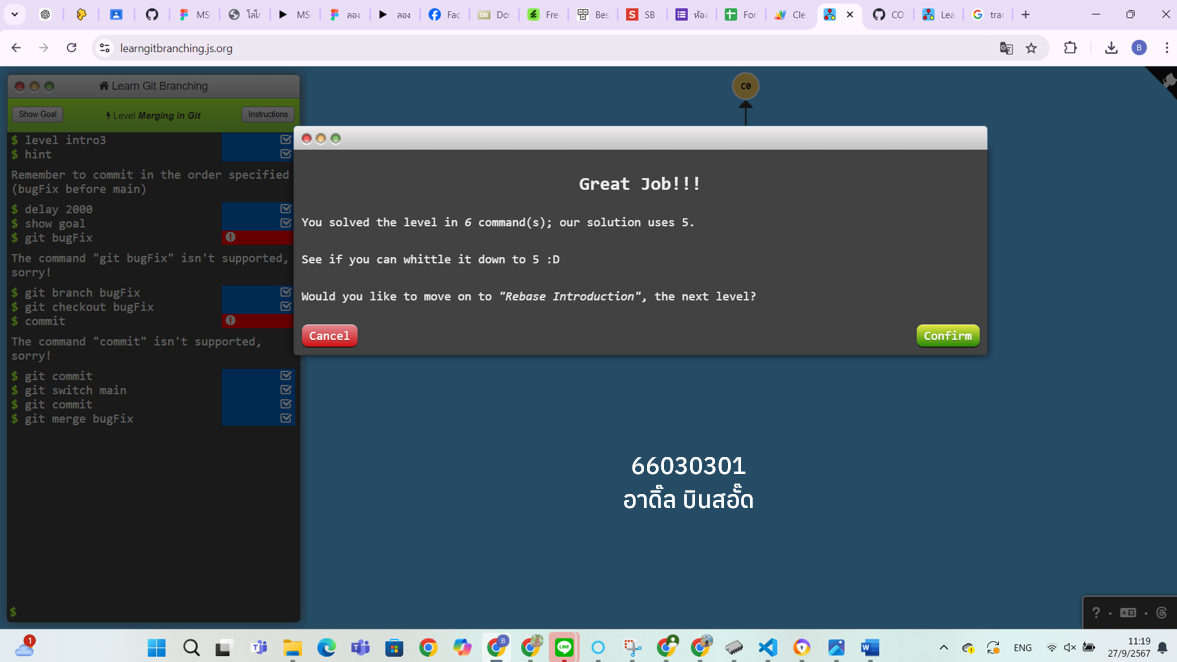 MS
โลโก
MS
ลอง
ลอง
Fac
Do
Fre
Bes
SB
ห้อง
For
Cle
CO
Lea
tra
learngitbranching.js.org
B
Learn Git Branching
Show Goal
Level Merging in Git
Instructions
$ level intro3
$ hint
Remember to commit in the order specified
(bugFix before main)
$ delay 2000
$ show goal
$ git bugFix
The command "git bugFix" isn't supported,
sorry!
$ git branch bugFix
$ git checkout bugFix
$ commit
The command "commit" isn't supported,
sorry!
$ git commit
$ git switch main
$ git commit
$ git merge bugFix
$
C0
Great Job!!!
You solved the level in 6 command(s); our solution uses 5.
See if you can whittle it down to 5 :D
Would you like to move on to "Rebase Introduction", the next level?
Cancel
Confirm
66030301
อาดิ๊ล บินสอั๊ด
?
1
ENG
11:19
27/9/2567